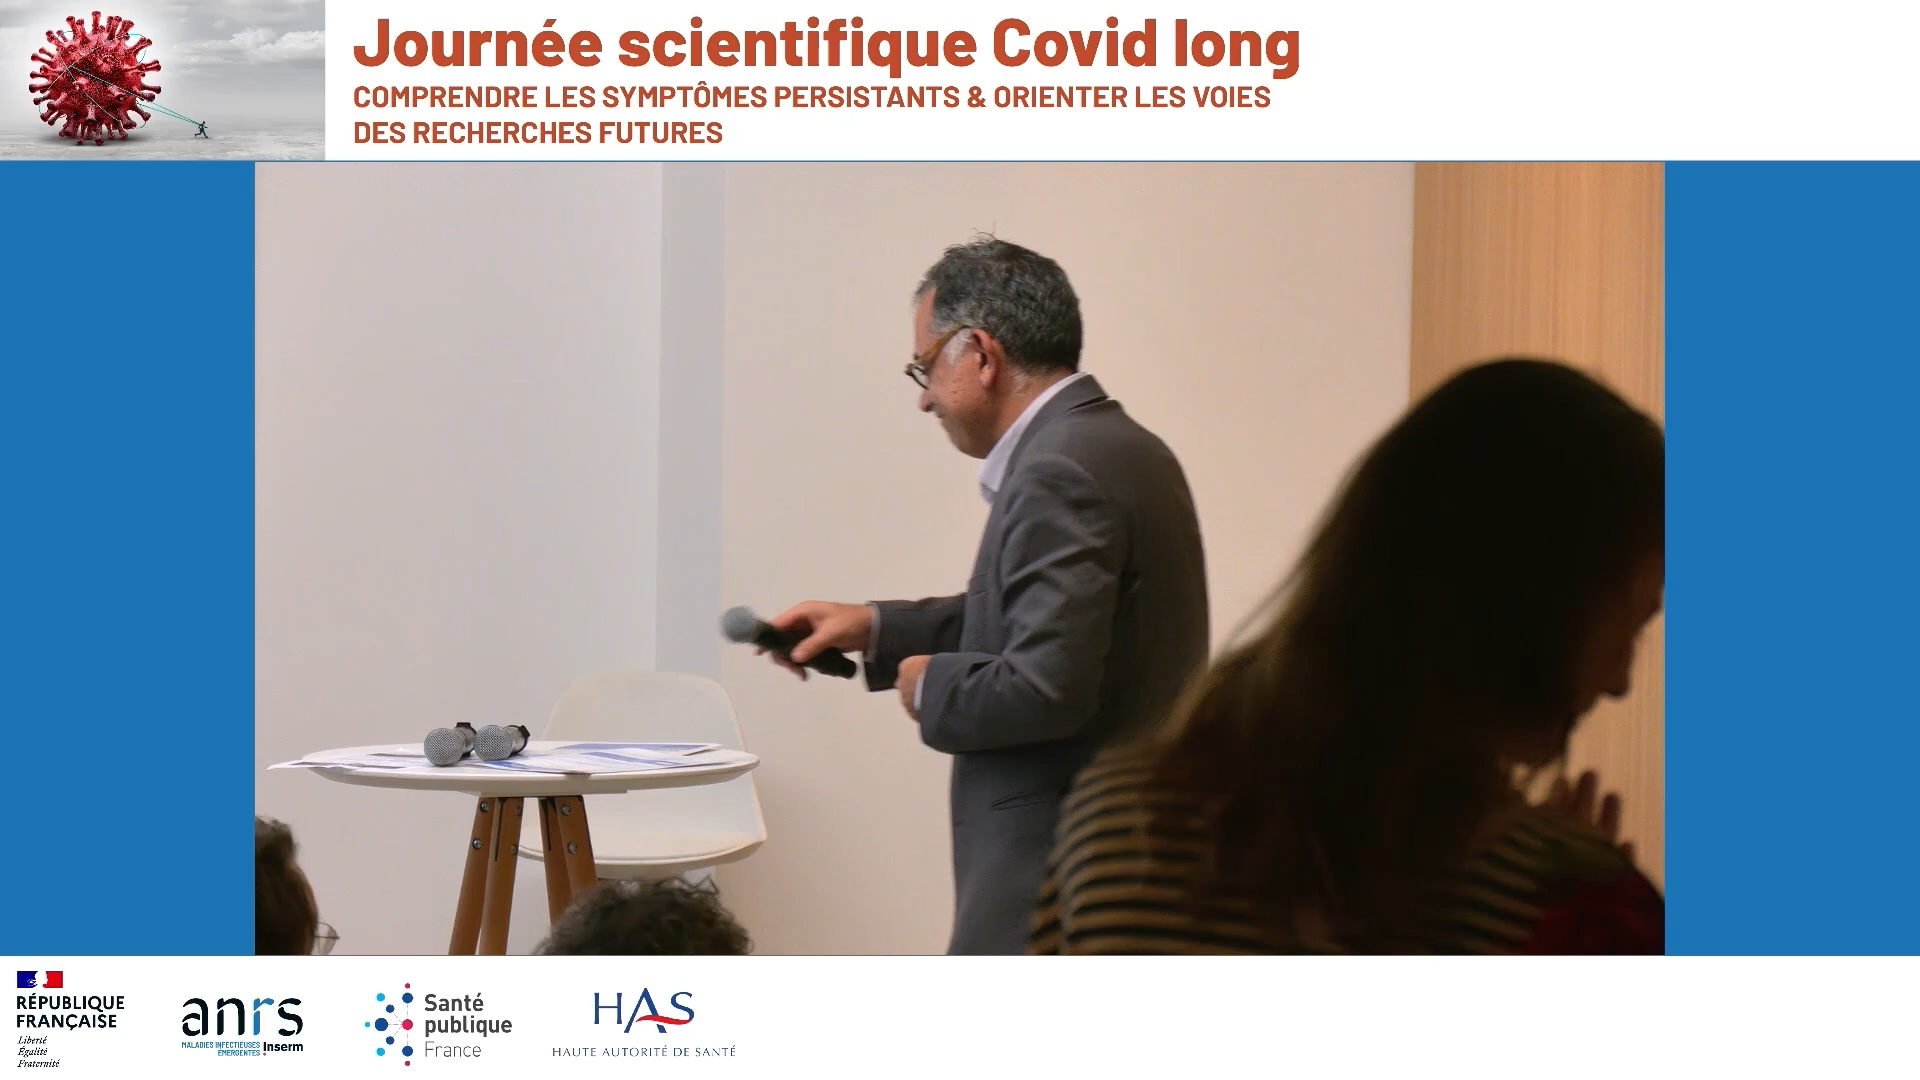 Journée scientifique Covid long
COMPRENDRE LES SYMPTÔMES PERSISTANTS & ORIENTER LES VOIES
DES RECHERCHES FUTURES
RÉPUBLIQUE
FRANÇAISE
Liberté
Égalité
Fraternité
anrs
MALADIES INFECTIEUSES
ÉMERGENTES
Inserm
Santé
publique
France
HAS
HAUTE AUTORITÉ DE SANTÉ